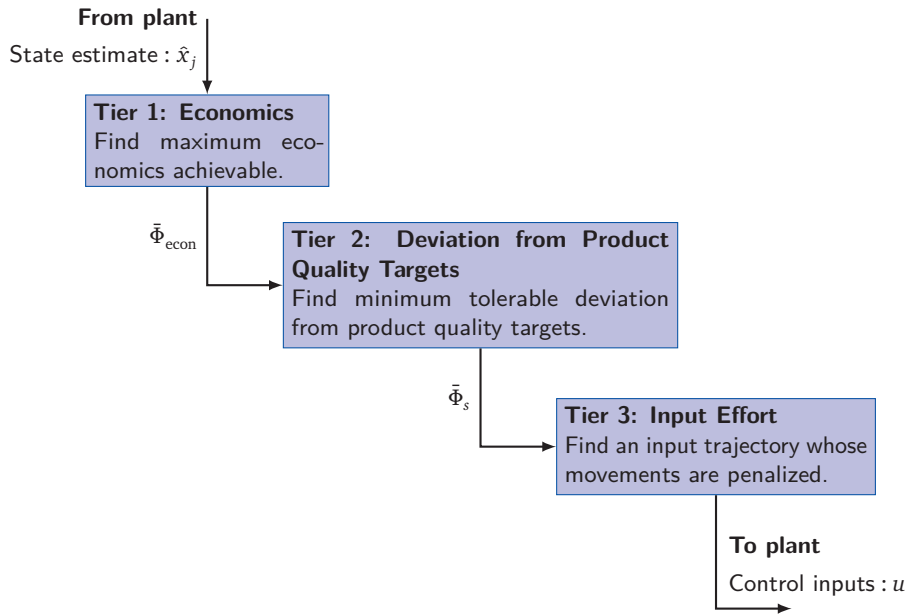 From plant
State estimate : x̂_j
Tier 1: Economics
Find maximum eco-
nomics achievable.
Φ̄_econ
Tier 2: Deviation from Product
Quality Targets
Find minimum tolerable deviation
from product quality targets.
Φ̄_s
Tier 3: Input Effort
Find an input trajectory whose
movements are penalized.
To plant
Control inputs : u